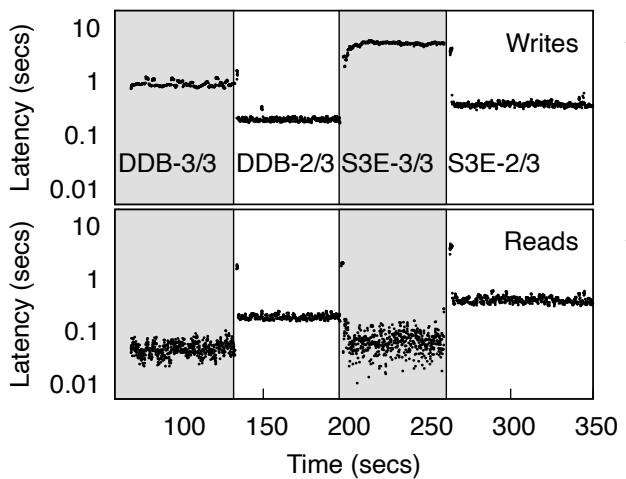 Latency (secs)
10
1
0.1
0.01
Writes
DDB-3/3
DDB-2/3
S3E-3/3
S3E-2/3
Latency (secs)
10
1
0.1
0.01
Reads
100
150
200
250
300
350
Time (secs)